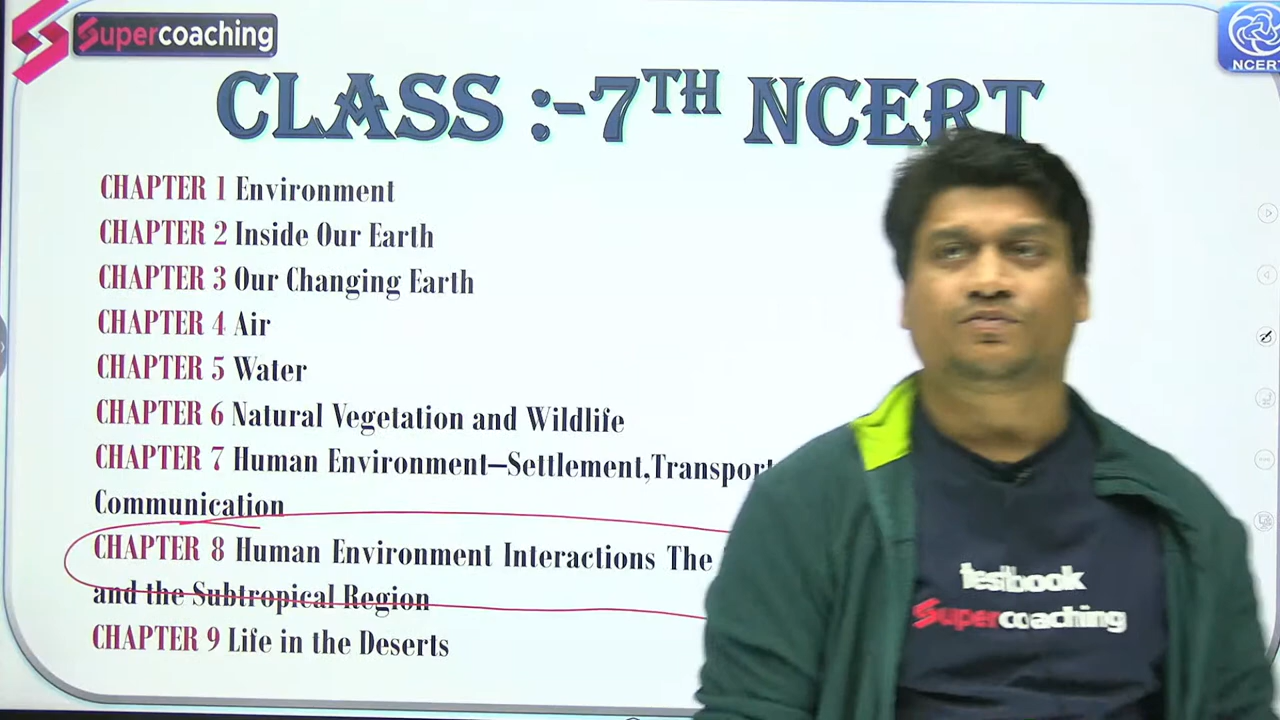 Supercoaching
NCERT
CLASS :-7TH NCERT
CHAPTER 1 Environment
CHAPTER 2 Inside Our Earth
CHAPTER 3 Our Changing Earth
CHAPTER 4 Air
CHAPTER 5 Water
CHAPTER 6 Natural Vegetation and Wildlife
CHAPTER 7 Human Environment–Settlement,Transport
Communication
CHAPTER 8 Human Environment Interactions The
and the Subtropical Region
CHAPTER 9 Life in the Deserts
testbook
Supercoaching